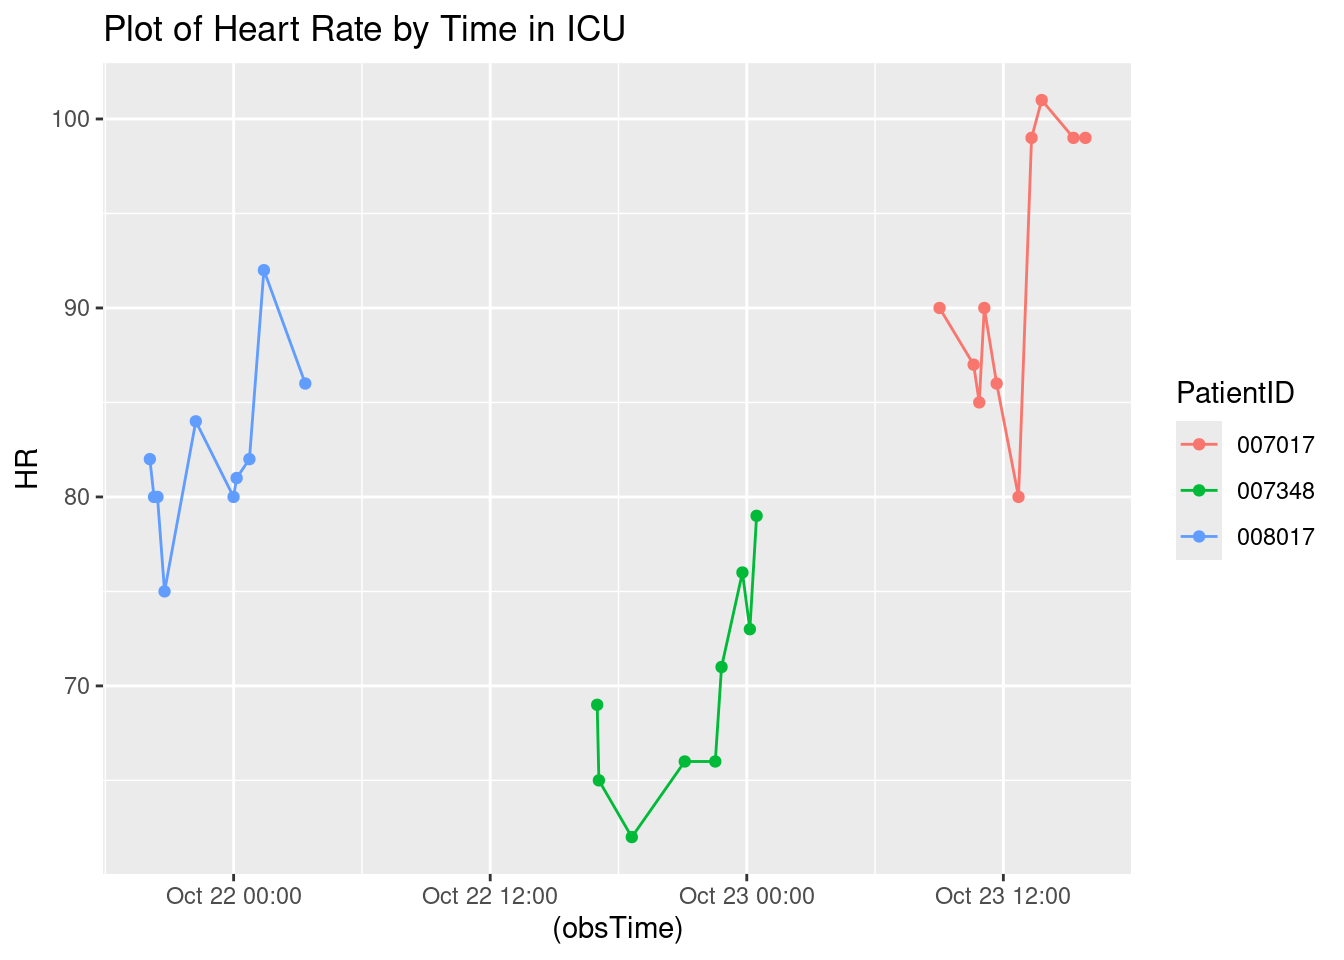 Plot of Heart Rate by Time in ICU
100
90
80
70
HR
Oct 22 00:00 Oct 22 12:00 Oct 23 00:00 Oct 23 12:00
(obsTime)
PatientID
007017
007348
008017